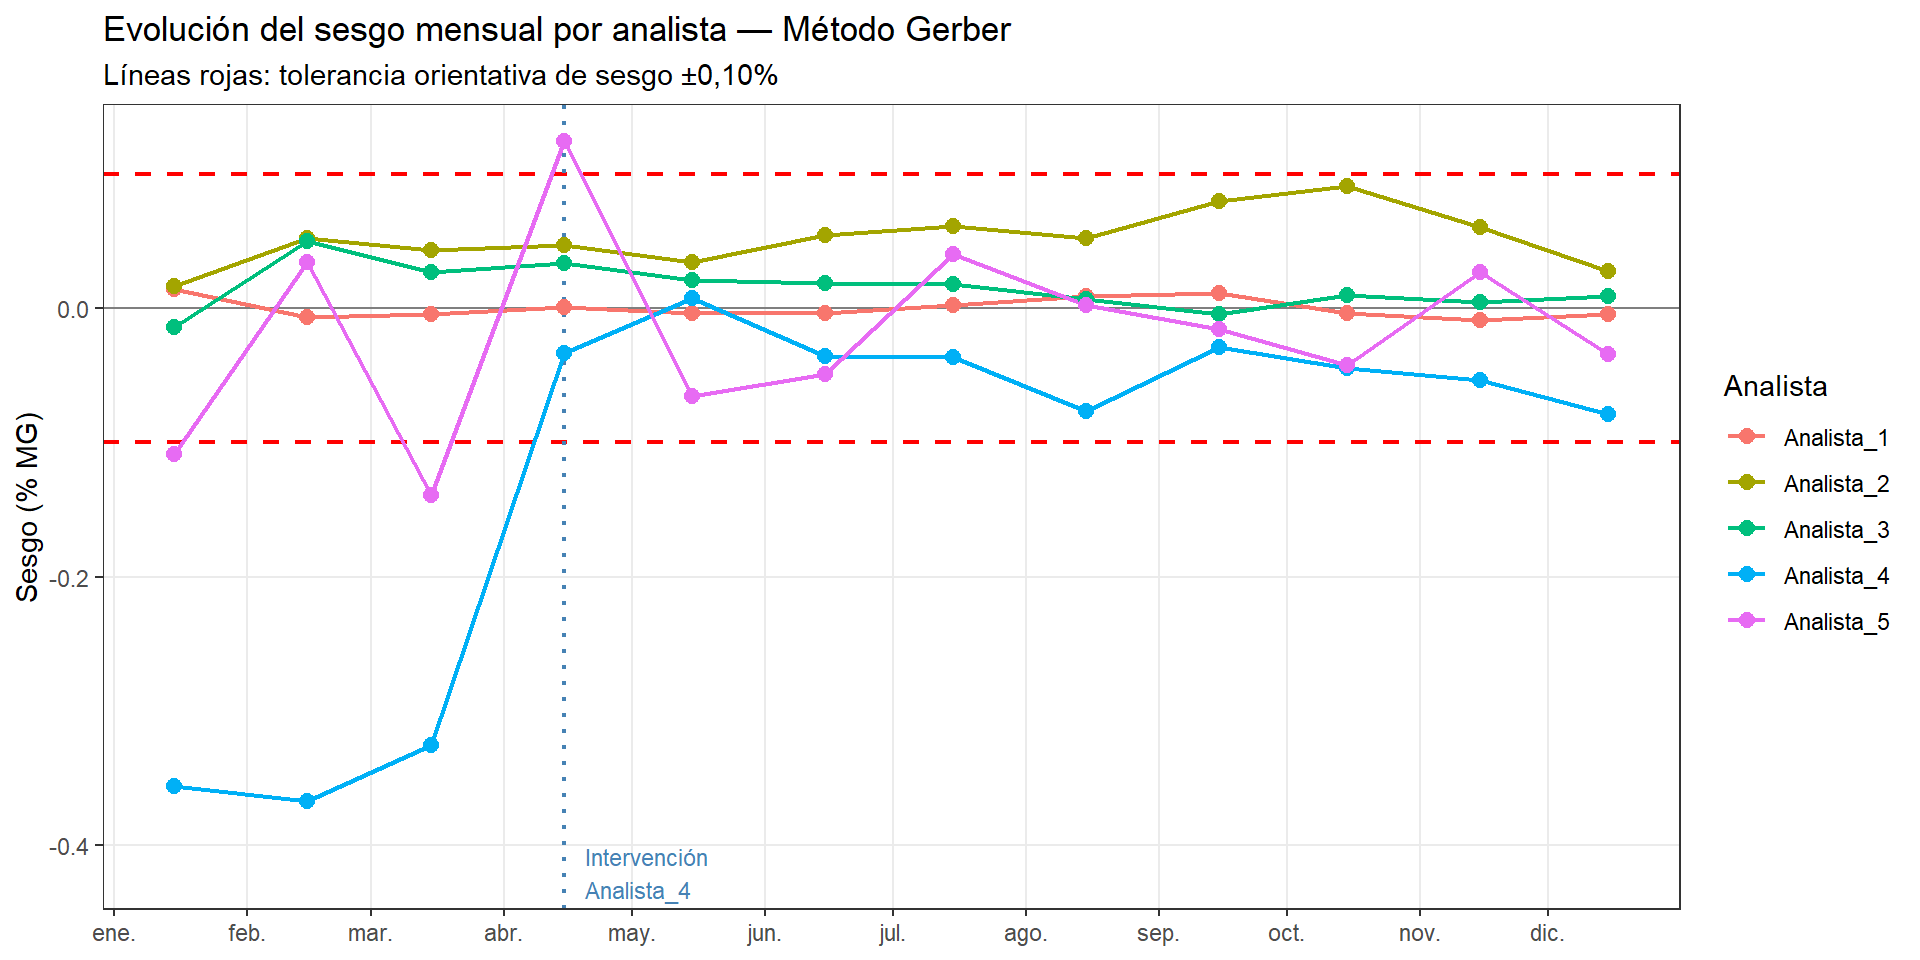 Evolución del sesgo mensual por analista — Método Gerber
Líneas rojas: tolerancia orientativa de sesgo ±0,10%
Sesgo (% MG)
0.0
-0.2
-0.4
Intervención
Analista_4
ene.
feb.
mar.
abr.
may.
jun.
jul.
ago.
sep.
oct.
nov.
dic.
Analista
Analista_1
Analista_2
Analista_3
Analista_4
Analista_5